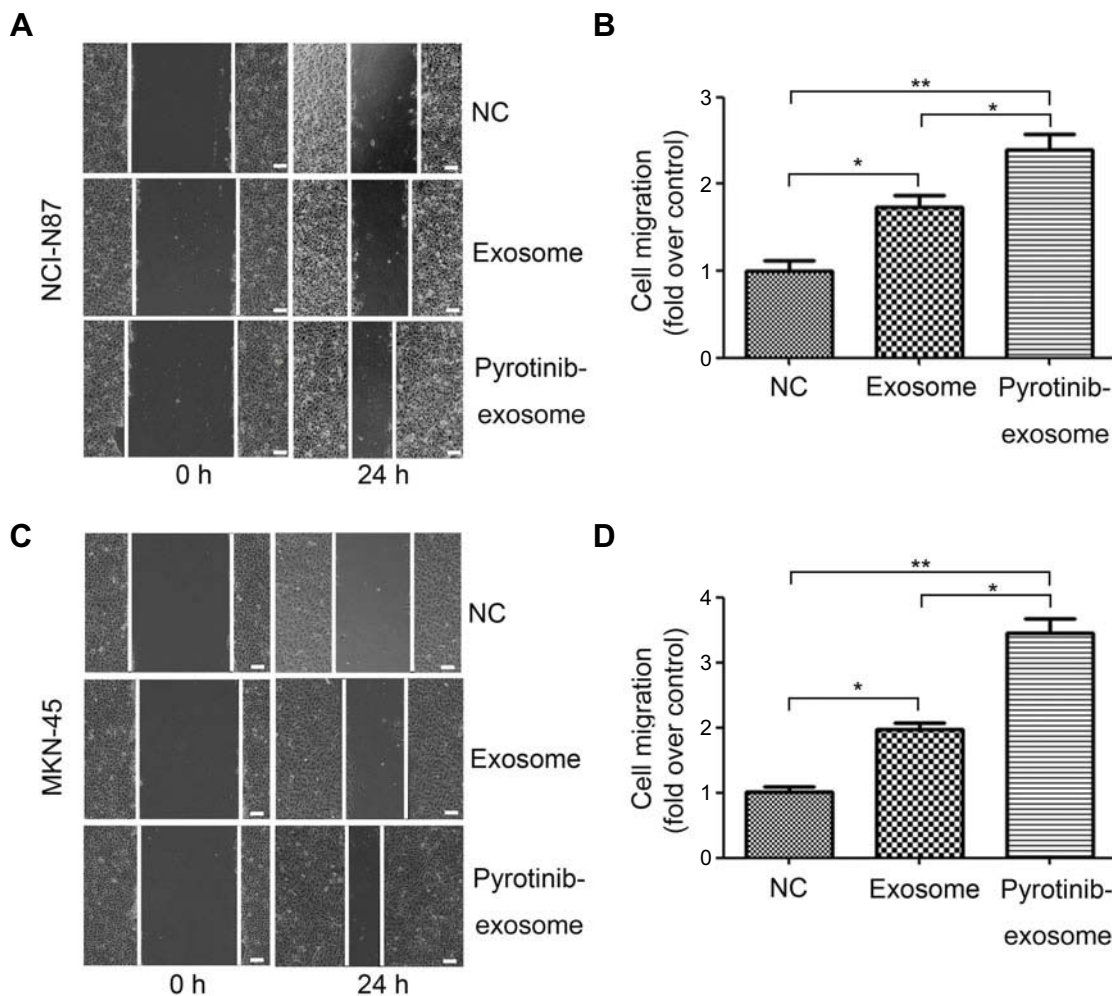 A
NCI-N87
NC
Exosome
Pyrotinib-
exosome
0 h
24 h
B
Cell migration
(fold over control)
3
2
1
0
**
*
*
NC
Exosome
Pyrotinib-
exosome
C
MKN-45
NC
Exosome
Pyrotinib-
exosome
0 h
24 h
D
Cell migration
(fold over control)
4
3
2
1
0
**
*
*
NC
Exosome
Pyrotinib-
exosome